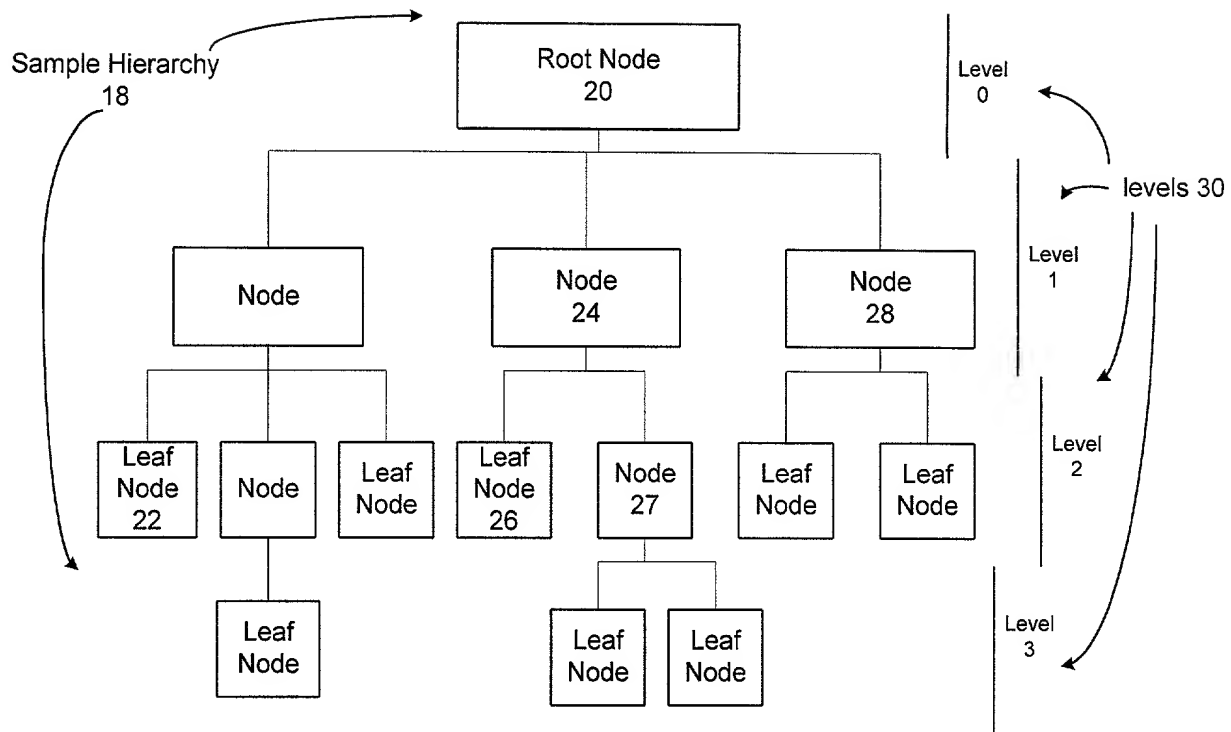 Sample Hierarchy
18
Root Node
20
Level
0
levels 30
Level
1
Node
Node
24
Node
28
Level
2
Leaf
Node
22
Node
Leaf
Node
Leaf
Node
26
Node
27
Leaf
Node
Leaf
Node
Level
3
Leaf
Node
Leaf
Node
Leaf
Node